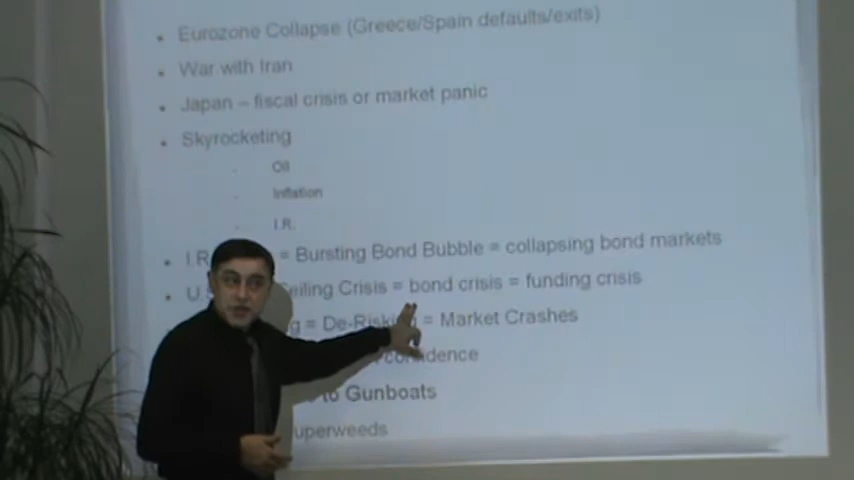 Eurozone Collapse (Greece/Spain defaults/exits)
War with Iran
Japan – fiscal crisis or market panic
Skyrocketing
Oil
Inflation
I.R.
I.R. = Bursting Bond Bubble = collapsing bond markets
U.S. Ceiling Crisis = bond crisis = funding crisis
g = De-Risking = Market Crashes
confidence
to Gunboats
uperweeds